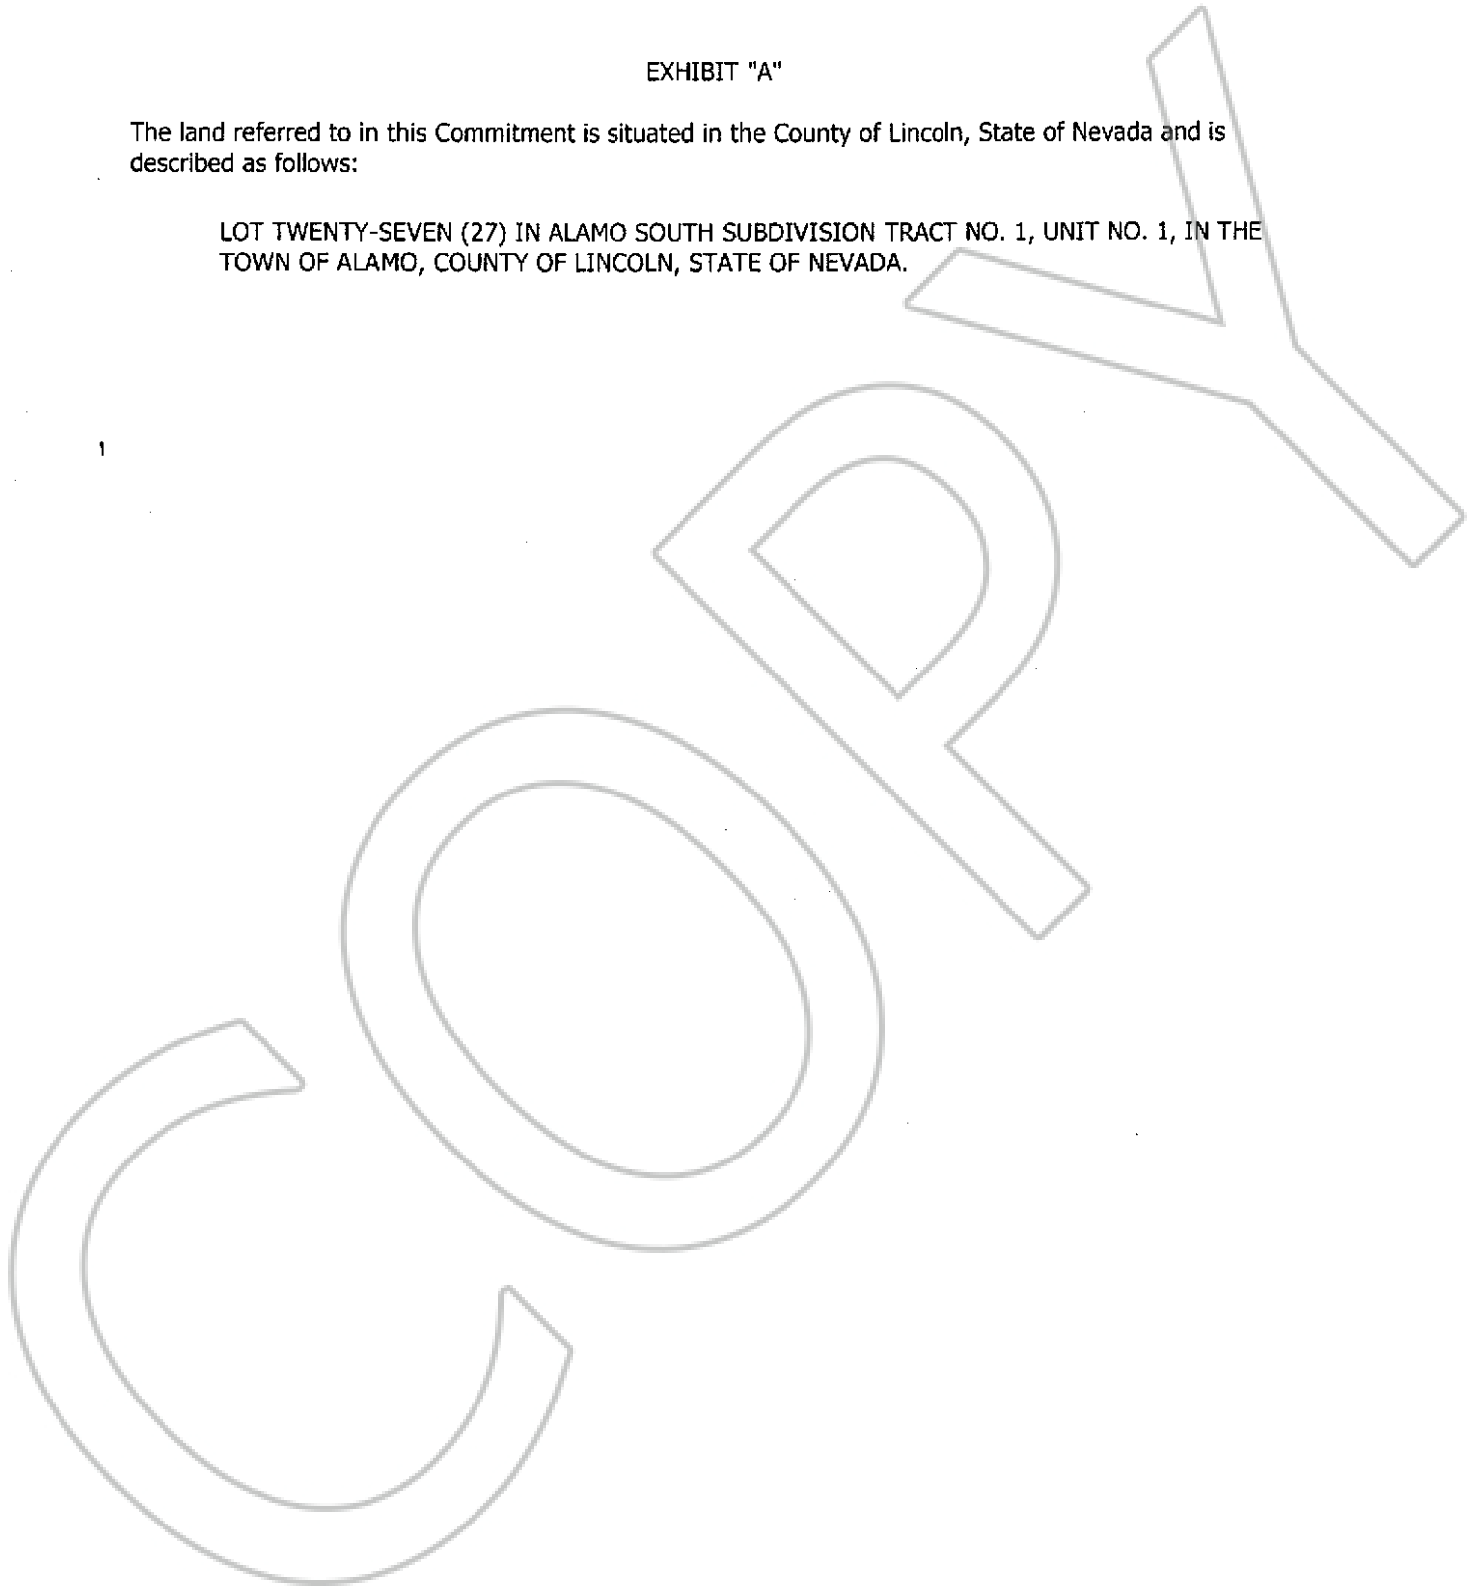 EXHIBIT "A"
The land referred to in this Commitment is situated in the County of Lincoln, State of Nevada and is
described as follows:
LOT TWENTY-SEVEN (27) IN ALAMO SOUTH SUBDIVISION TRACT NO. 1, UNIT NO. 1, IN THE
TOWN OF ALAMO, COUNTY OF LINCOLN, STATE OF NEVADA.
COPY